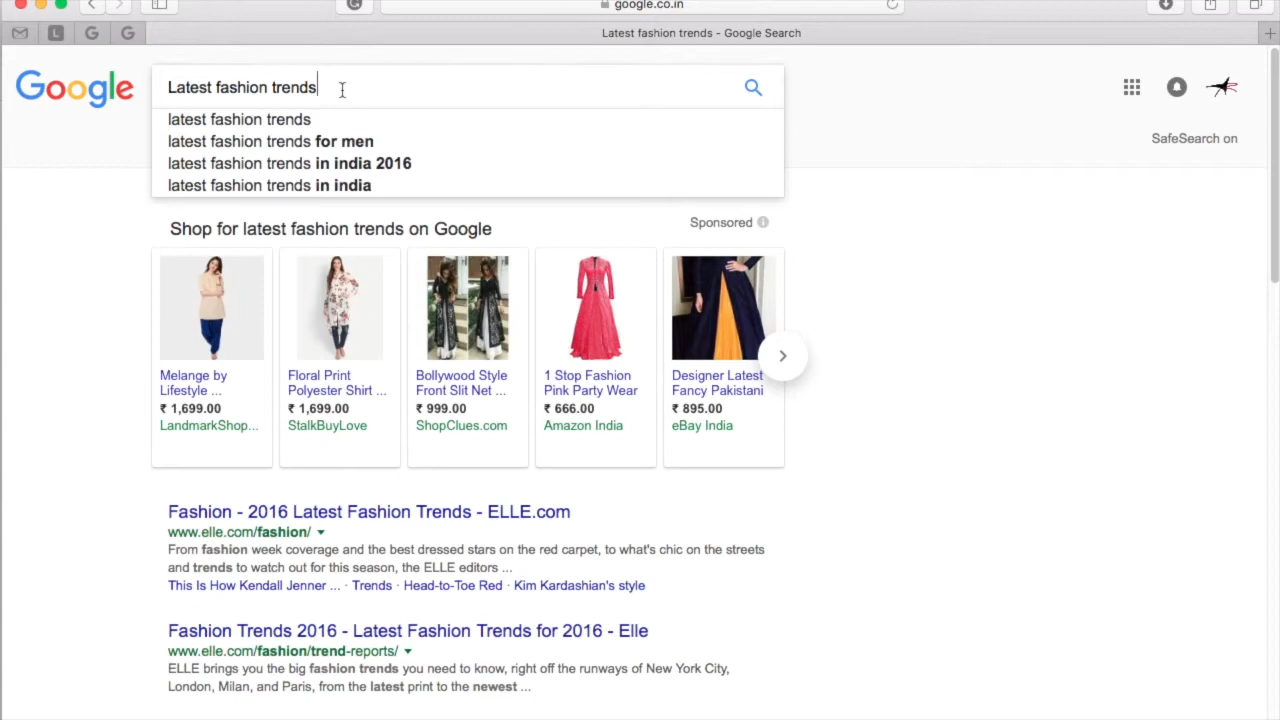 google.co.in
L
G
G
Latest fashion trends - Google Search
Google
Latest fashion trends
latest fashion trends
latest fashion trends for men
latest fashion trends in india 2016
latest fashion trends in india
SafeSearch on
Shop for latest fashion trends on Google
Sponsored
Melange by
Lifestyle ...
₹ 1,699.00
LandmarkShop...
Floral Print
Polyester Shirt ...
₹ 1,699.00
StalkBuyLove
Bollywood Style
Front Slit Net ...
₹ 999.00
ShopClues.com
1 Stop Fashion
Pink Party Wear
₹ 666.00
Amazon India
Designer Latest
Fancy Pakistani
₹ 895.00
eBay India
Fashion - 2016 Latest Fashion Trends - ELLE.com
www.elle.com/fashion/
From fashion week coverage and the best dressed stars on the red carpet, to what's chic on the streets
and trends to watch out for this season, the ELLE editors ...
This Is How Kendall Jenner ... · Trends · Head-to-Toe Red · Kim Kardashian's style
Fashion Trends 2016 - Latest Fashion Trends for 2016 - Elle
www.elle.com/fashion/trend-reports/
ELLE brings you the big fashion trends you need to know, right off the runways of New York City,
London, Milan, and Paris, from the latest print to the newest ...